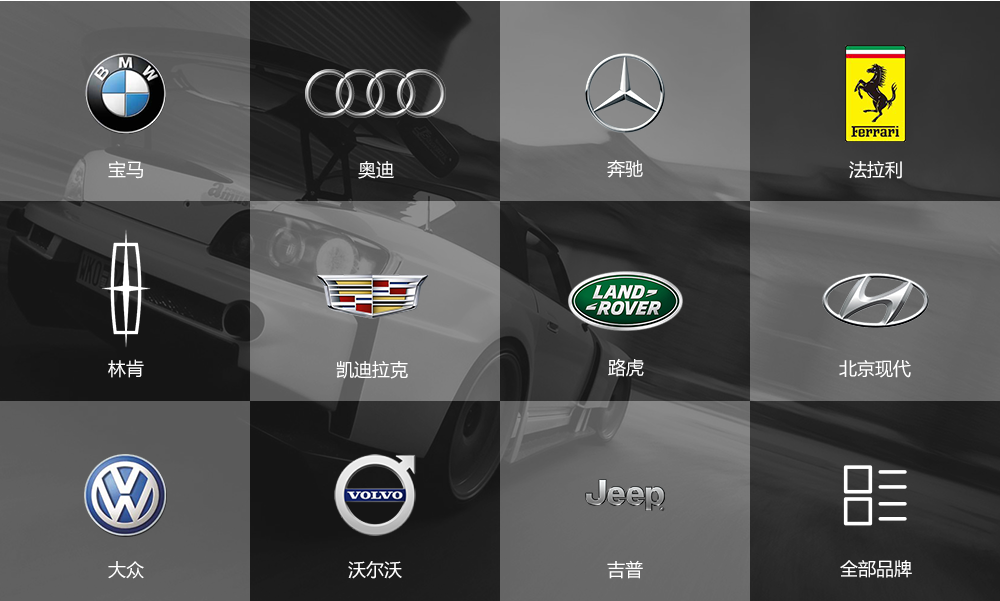 BMW
Ferrari
宝马
奥迪
奔驰
法拉利
LAND-
-ROVER
林肯
凯迪拉克
路虎
北京现代
VOLVO
Jeep
大众
沃尔沃
吉普
全部品牌